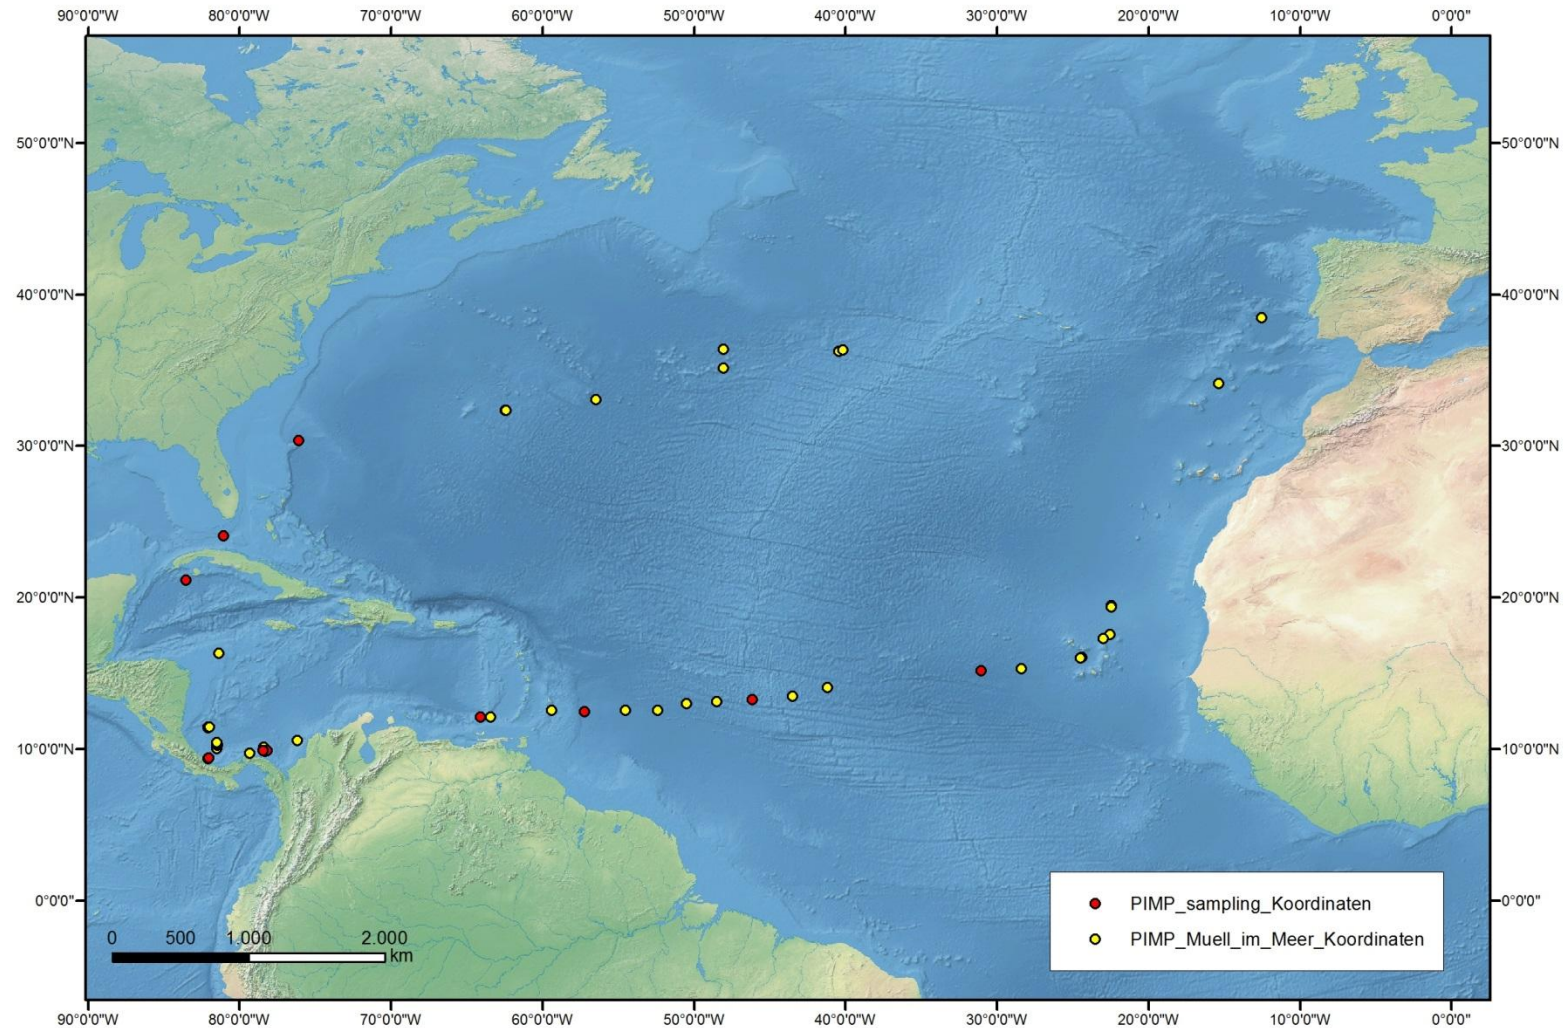 90°0'0"W 80°0'0"W 70°0'0"W 60°0'0"W 50°0'0"W 40°0'0"W 30°0'0"W 20°0'0"W 10°0'0"W 0°0'0"
50°0'0"N 50°0'0"N
40°0'0"N 40°0'0"N
30°0'0"N 30°0'0"N
20°0'0"N 20°0'0"N
10°0'0"N 10°0'0"N
0°0'0" 0°0'0"
PIMP_sampling_Koordinaten
PIMP_Muell_im_Meer_Koordinaten
0 500 1.000 2.000
km
90°0'0"W 80°0'0"W 70°0'0"W 60°0'0"W 50°0'0"W 40°0'0"W 30°0'0"W 20°0'0"W 10°0'0"W 0°0'0"